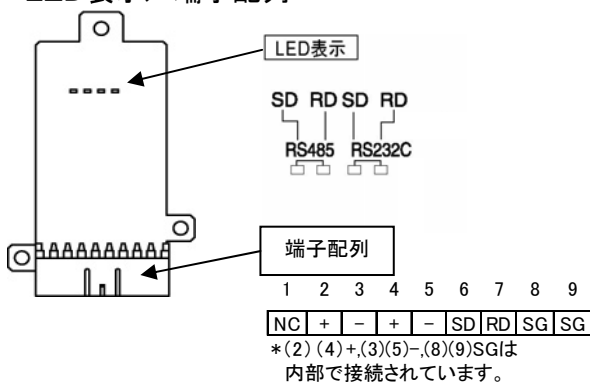 LED表示
SD RD SD RD
RS485 RS232C
端子配列
1 2 3 4 5 6 7 8 9
NC + − + − SD RD SG SG
*(2)(4)+,(3)(5)−,(8)(9)SGは
内部で接続されています。